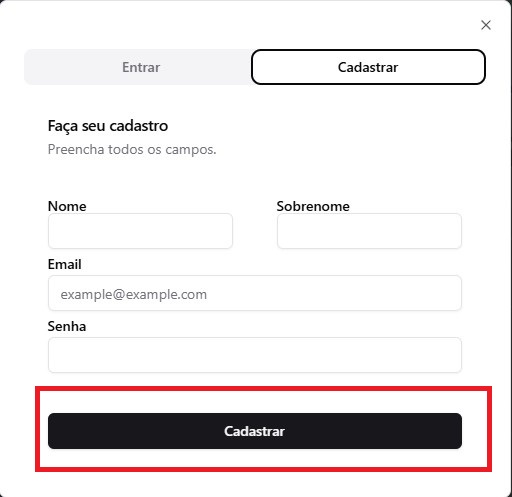 Entrar Cadastrar
Faça seu cadastro
Preencha todos os campos.
Nome Sobrenome
Email
example@example.com
Senha
Cadastrar